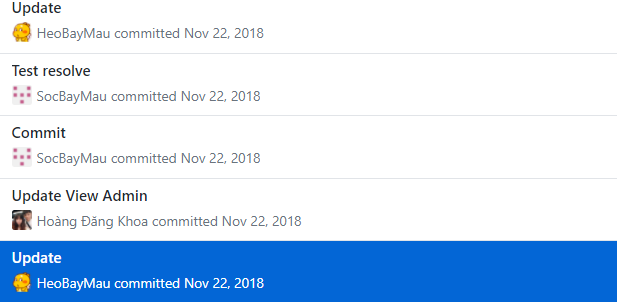 Update
HeoBayMau committed Nov 22, 2018
Test resolve
SocBayMau committed Nov 22, 2018
Commit
SocBayMau committed Nov 22, 2018
Update View Admin
Hoàng Đăng Khoa committed Nov 22, 2018
Update
HeoBayMau committed Nov 22, 2018